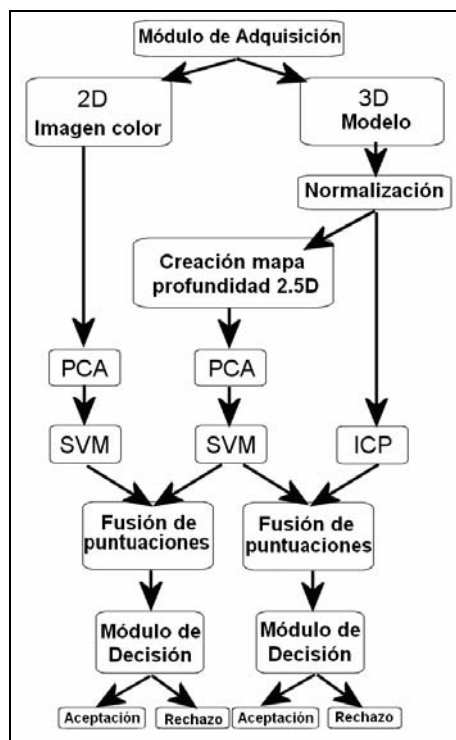 Módulo de Adquisición
2D
Imagen color
3D
Modelo
Normalización
Creación mapa
profundidad 2.5D
PCA
PCA
SVM
SVM
ICP
Fusión de
puntuaciones
Fusión de
puntuaciones
Módulo de
Decisión
Módulo de
Decisión
Aceptación
Rechazo
Aceptación
Rechazo